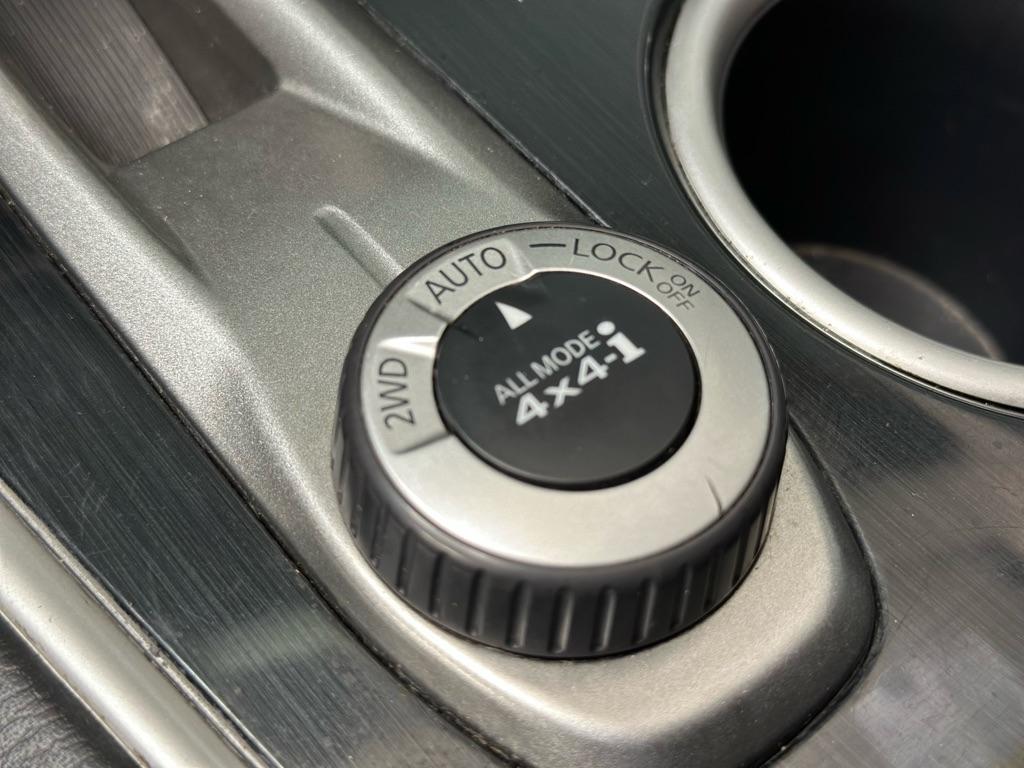 2WD
AUTO
LOCK
ON
OFF
ALL MODE
4x4-i